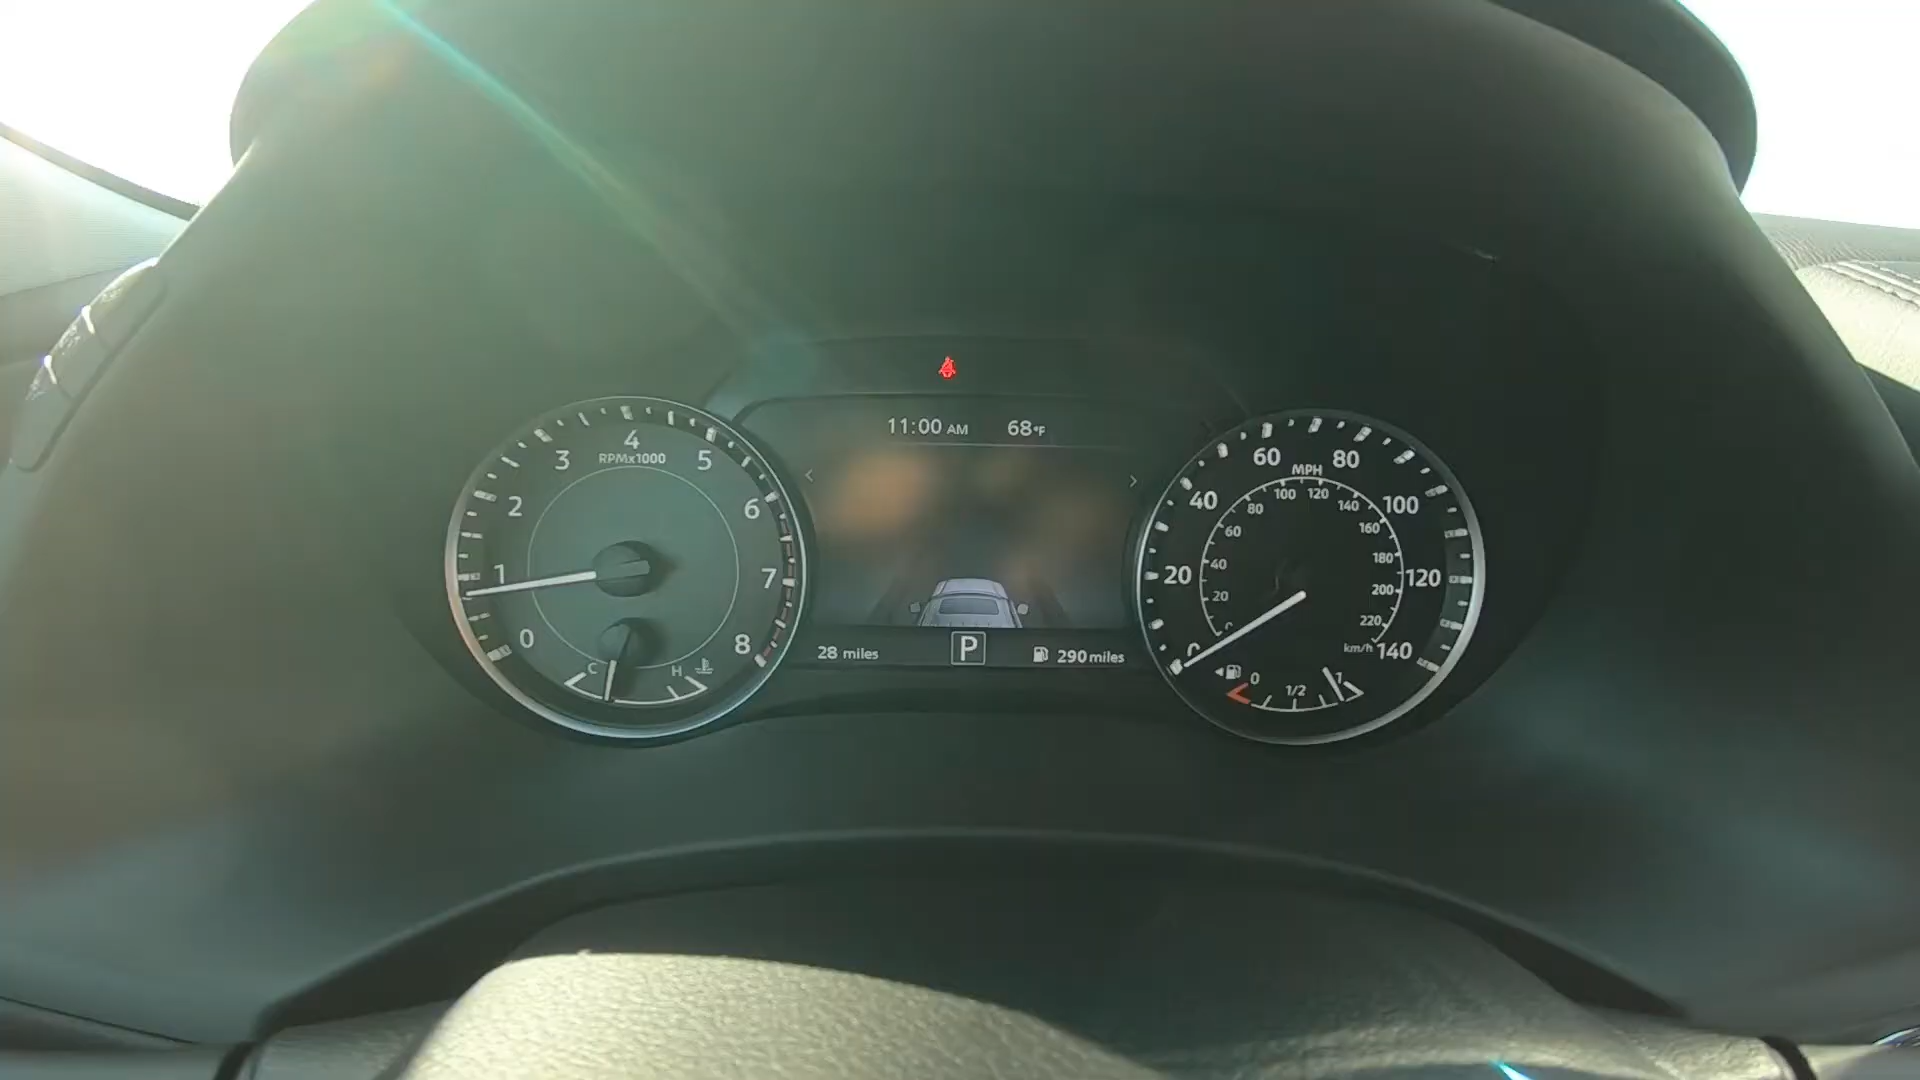 11:00 AM 68°F
4
3 RPMx1000 5
2 6
1 7
0 8
C H
28 miles P 290 miles
60 MPH 80
40 100
20 120
0 140
100 120
80 140
60 160
40 180
20 200
0 220
km/h
0 1/2 1